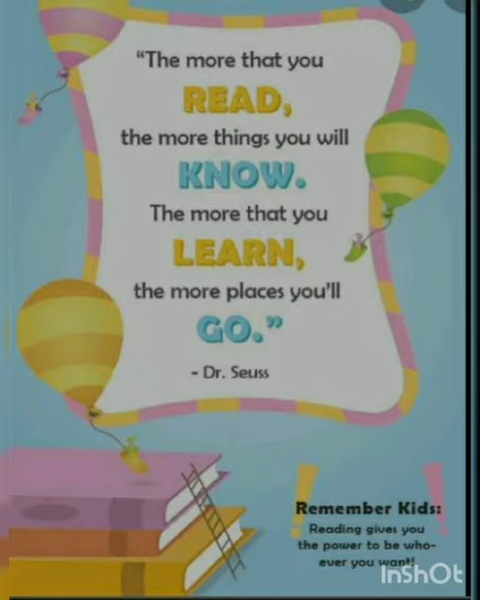 “The more that you
READ,
the more things you will
KNOW.
The more that you
LEARN,
the more places you’ll
GO.”
- Dr. Seuss
Remember Kids:
Reading gives you
the power to be who-
ever you want!
InShOt